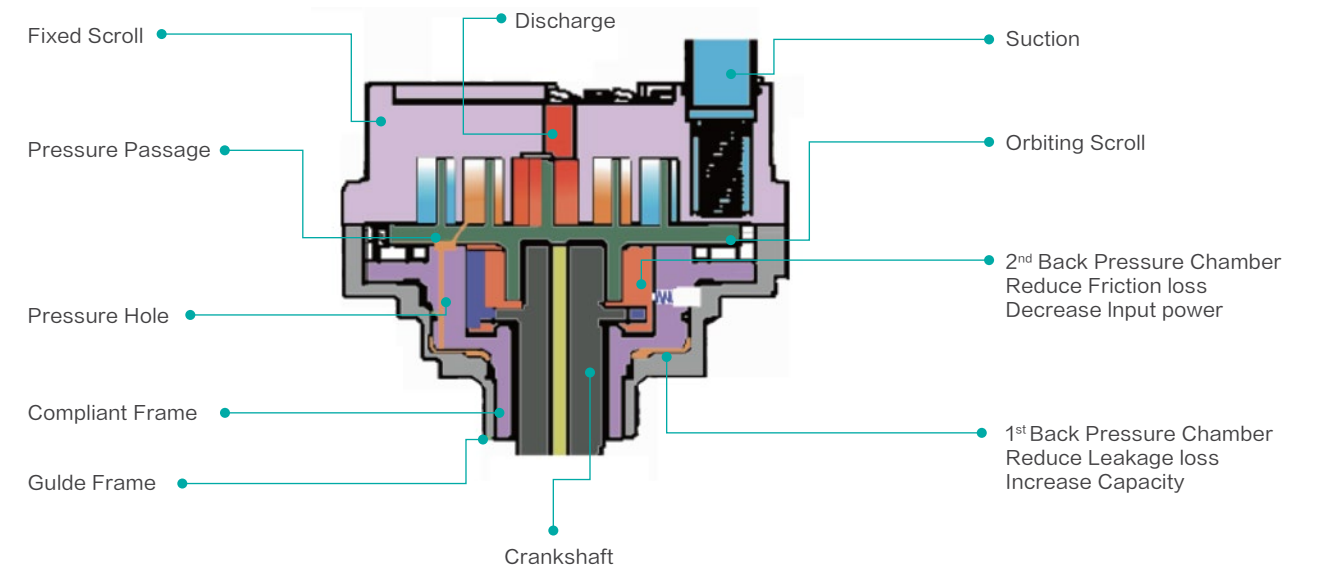 Discharge
Fixed Scroll
Suction
Pressure Passage
Orbiting Scroll
2nd Back Pressure Chamber
Reduce Friction loss
Decrease Input power
Pressure Hole
Compliant Frame
1st Back Pressure Chamber
Reduce Leakage loss
Increase Capacity
Gulde Frame
Crankshaft